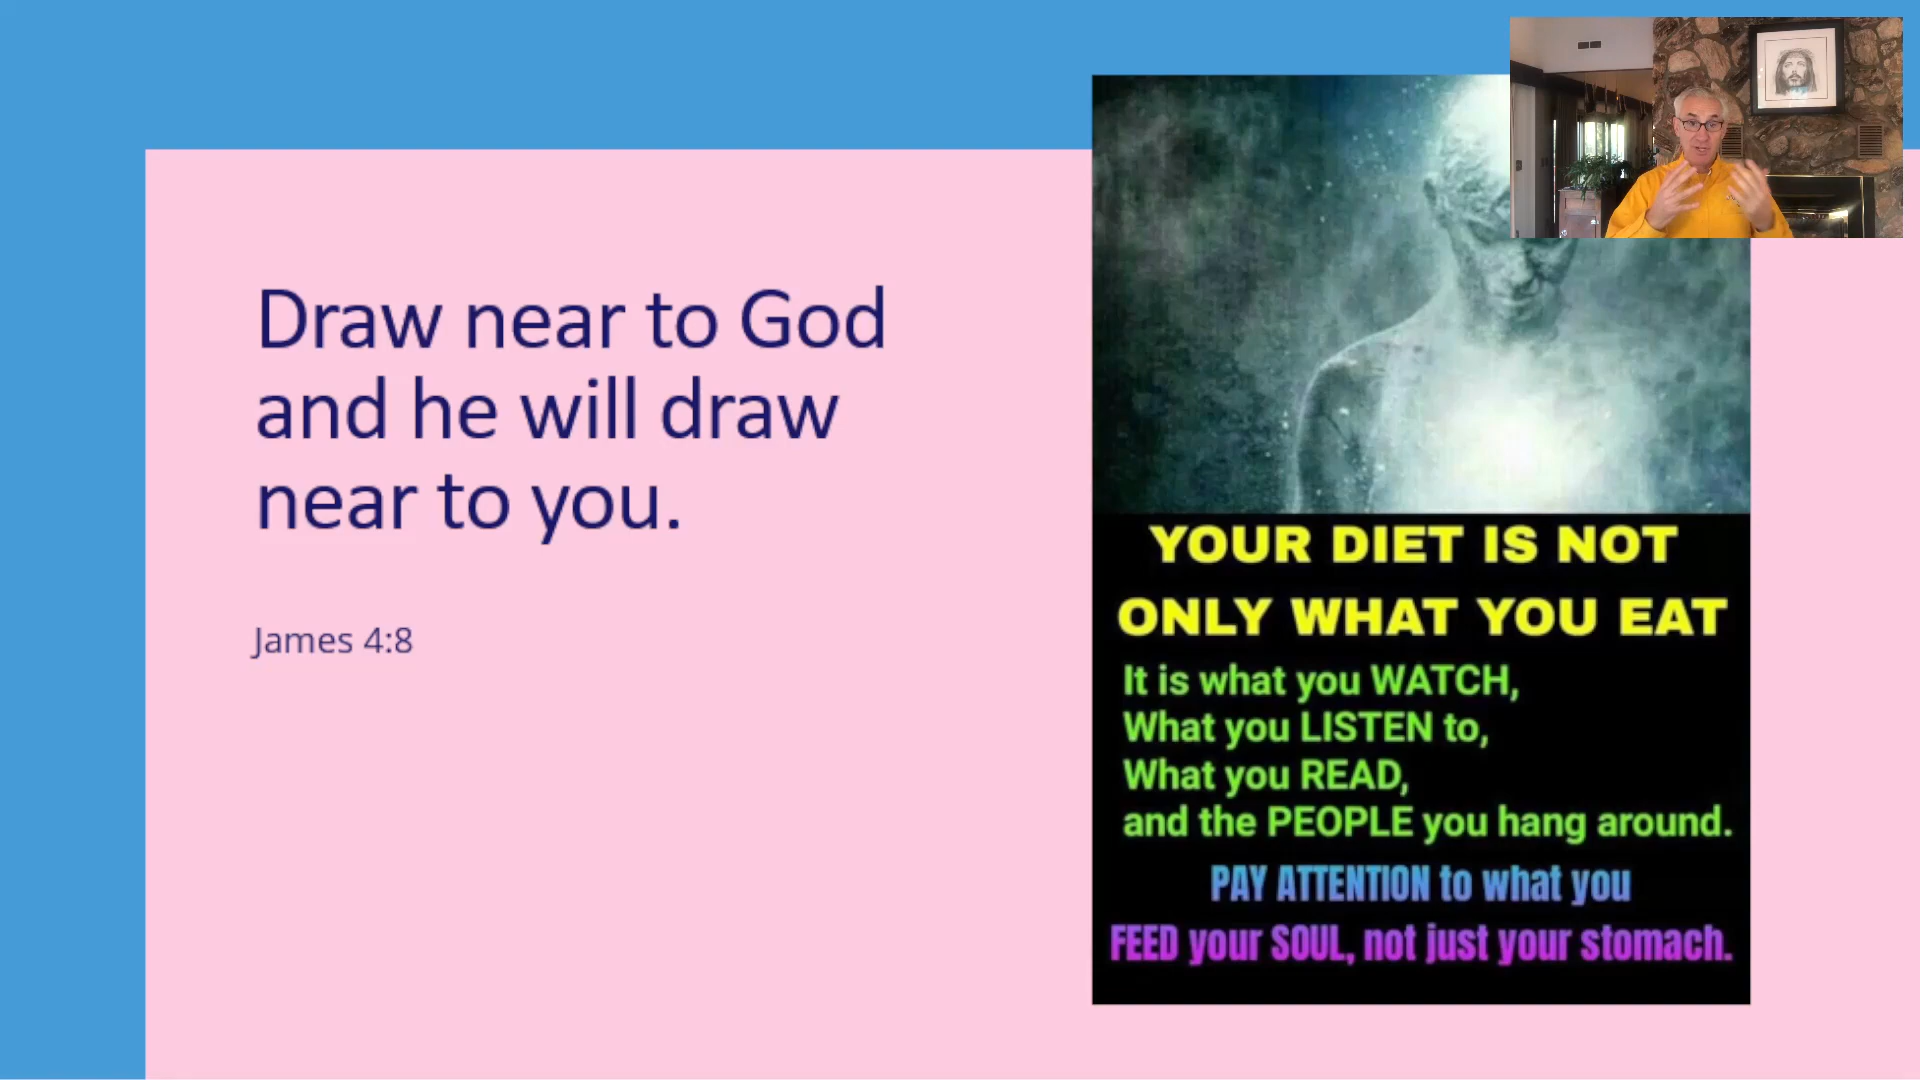 Draw near to God
and he will draw
near to you.
James 4:8
YOUR DIET IS NOT
ONLY WHAT YOU EAT
It is what you WATCH,
What you LISTEN to,
What you READ,
and the PEOPLE you hang around.
PAY ATTENTION to what you
FEED your SOUL, not just your stomach.